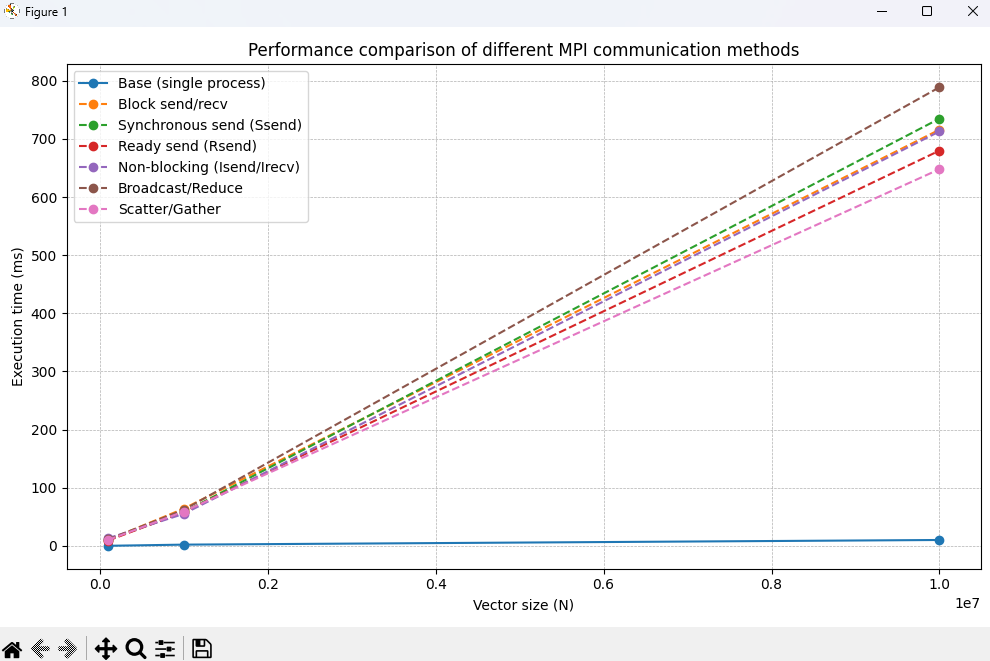 Figure 1
Performance comparison of different MPI communication methods
Base (single process)
Block send/recv
Synchronous send (Ssend)
Ready send (Rsend)
Non-blocking (Isend/Irecv)
Broadcast/Reduce
Scatter/Gather
Execution time (ms)
800
700
600
500
400
300
200
100
0
0.0 0.2 0.4 0.6 0.8 1.0
1e7
Vector size (N)